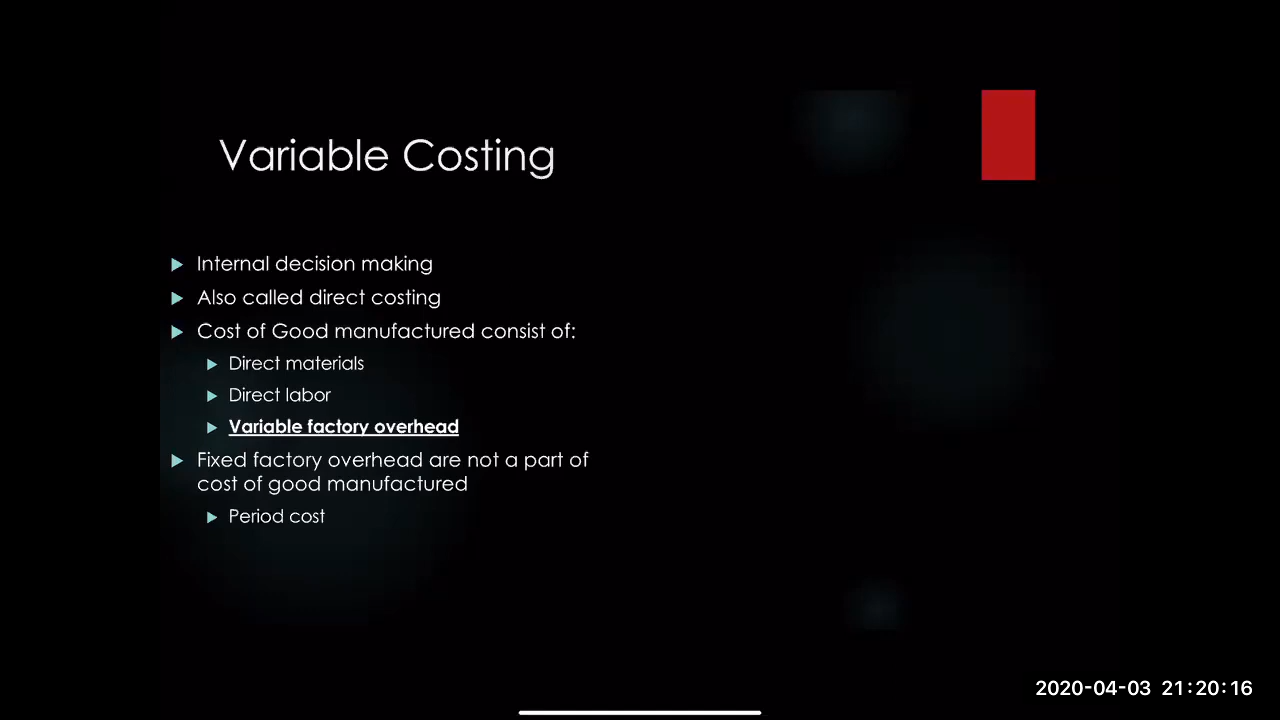 Variable Costing
Internal decision making
Also called direct costing
Cost of Good manufactured consist of:
Direct materials
Direct labor
Variable factory overhead
Fixed factory overhead are not a part of
cost of good manufactured
Period cost
2020-04-03 21:20:16